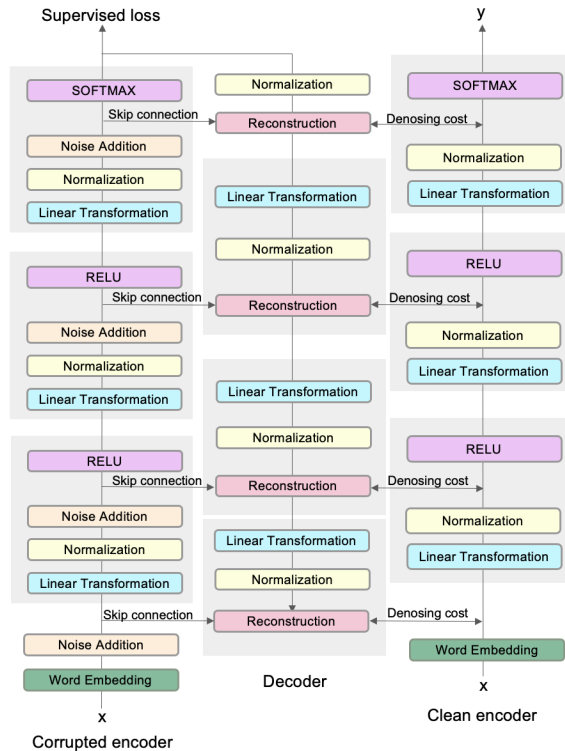 Supervised loss
y
SOFTMAX
Skip connection
Noise Addition
Normalization
Linear Transformation
RELU
Skip connection
Noise Addition
Normalization
Linear Transformation
RELU
Skip connection
Noise Addition
Normalization
Linear Transformation
Skip connection
Noise Addition
Word Embedding
x
Corrupted encoder
Normalization
Reconstruction
Linear Transformation
Normalization
Reconstruction
Linear Transformation
Normalization
Reconstruction
Linear Transformation
Normalization
Reconstruction
Decoder
SOFTMAX
Denosing cost
Normalization
Linear Transformation
RELU
Denosing cost
Normalization
Linear Transformation
RELU
Denosing cost
Normalization
Linear Transformation
Denosing cost
Word Embedding
x
Clean encoder